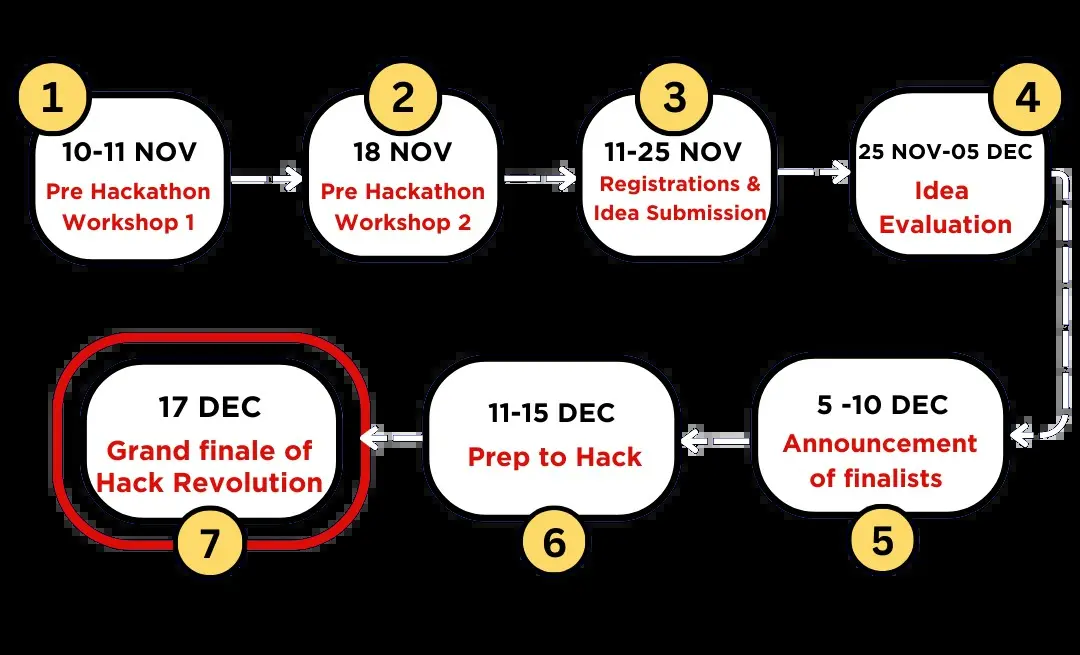 1
10-11 NOV
Pre Hackathon
Workshop 1
2
18 NOV
Pre Hackathon
Workshop 2
3
11-25 NOV
Registrations &
Idea Submission
4
25 NOV-05 DEC
Idea
Evaluation
5
5 -10 DEC
Announcement
of finalists
6
11-15 DEC
Prep to Hack
7
17 DEC
Grand finale of
Hack Revolution